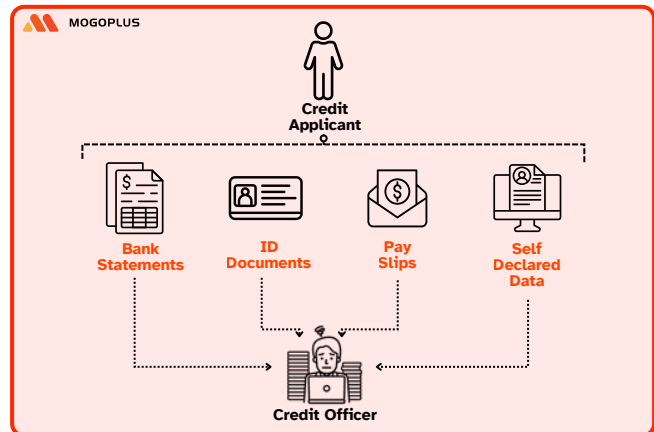 MOGOPLUS
Credit
Applicant
$
$
Bank
Statements
ID
Documents
Pay
Slips
Self
Declared
Data
Credit Officer